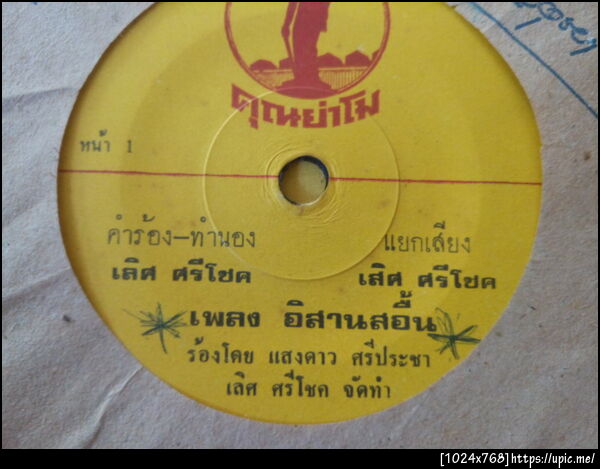 คุณย่าโม
หน้า 1
คำร้อง-ทำนอง
แยกเสียง
เลิศ ศรีโชค
เสิศ ศรีโชค
เพลง อิสานสอื้น
ร้องโดย แสงดาว ศรีประชา
เลิศ ศรีโชค จัดทำ
[1024x768]https://upic.me/